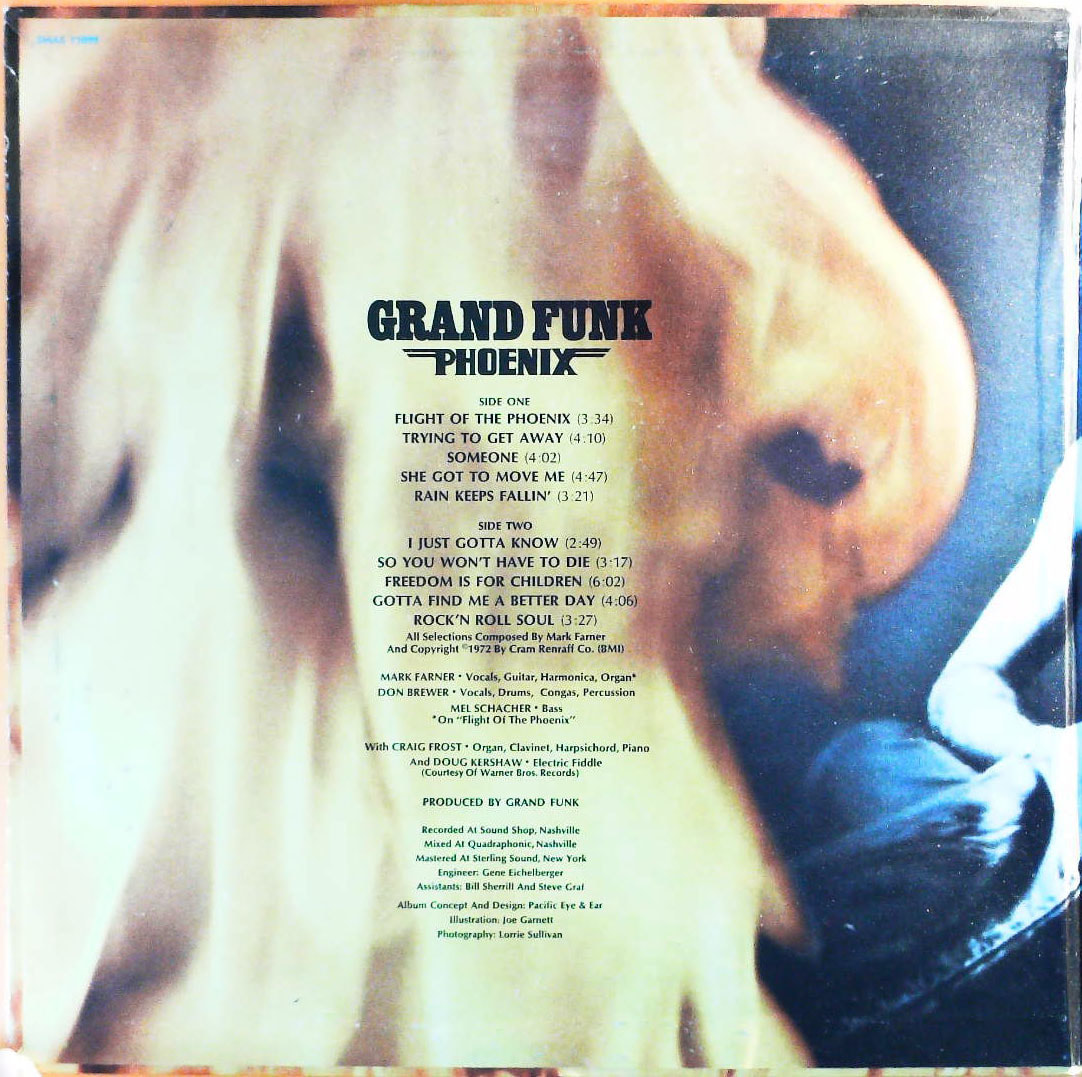 SMAS 11099
GRAND FUNK
PHOENIX
SIDE ONE
FLIGHT OF THE PHOENIX (3:34)
TRYING TO GET AWAY (4:10)
SOMEONE (4:02)
SHE GOT TO MOVE ME (4:47)
RAIN KEEPS FALLIN' (3:21)
SIDE TWO
I JUST GOTTA KNOW (2:49)
SO YOU WON'T HAVE TO DIE (3:17)
FREEDOM IS FOR CHILDREN (6:02)
GOTTA FIND ME A BETTER DAY (4:06)
ROCK'N ROLL SOUL (3:27)
All Selections Composed By Mark Farner
And Copyright ©1972 By Cram Renraff Co. (BMI)
MARK FARNER • Vocals, Guitar, Harmonica, Organ*
DON BREWER • Vocals, Drums, Congas, Percussion
MEL SCHACHER • Bass
*On "Flight Of The Phoenix"
With CRAIG FROST • Organ, Clavinet, Harpsichord, Piano
And DOUG KERSHAW • Electric Fiddle
(Courtesy Of Warner Bros. Records)
PRODUCED BY GRAND FUNK
Recorded At Sound Shop, Nashville
Mixed At Quadraphonic, Nashville
Mastered At Sterling Sound, New York
Engineer: Gene Eichelberger
Assistants: Bill Sherrill And Steve Graf
Album Concept And Design: Pacific Eye & Ear
Illustration: Joe Garnett
Photography: Lorrie Sullivan